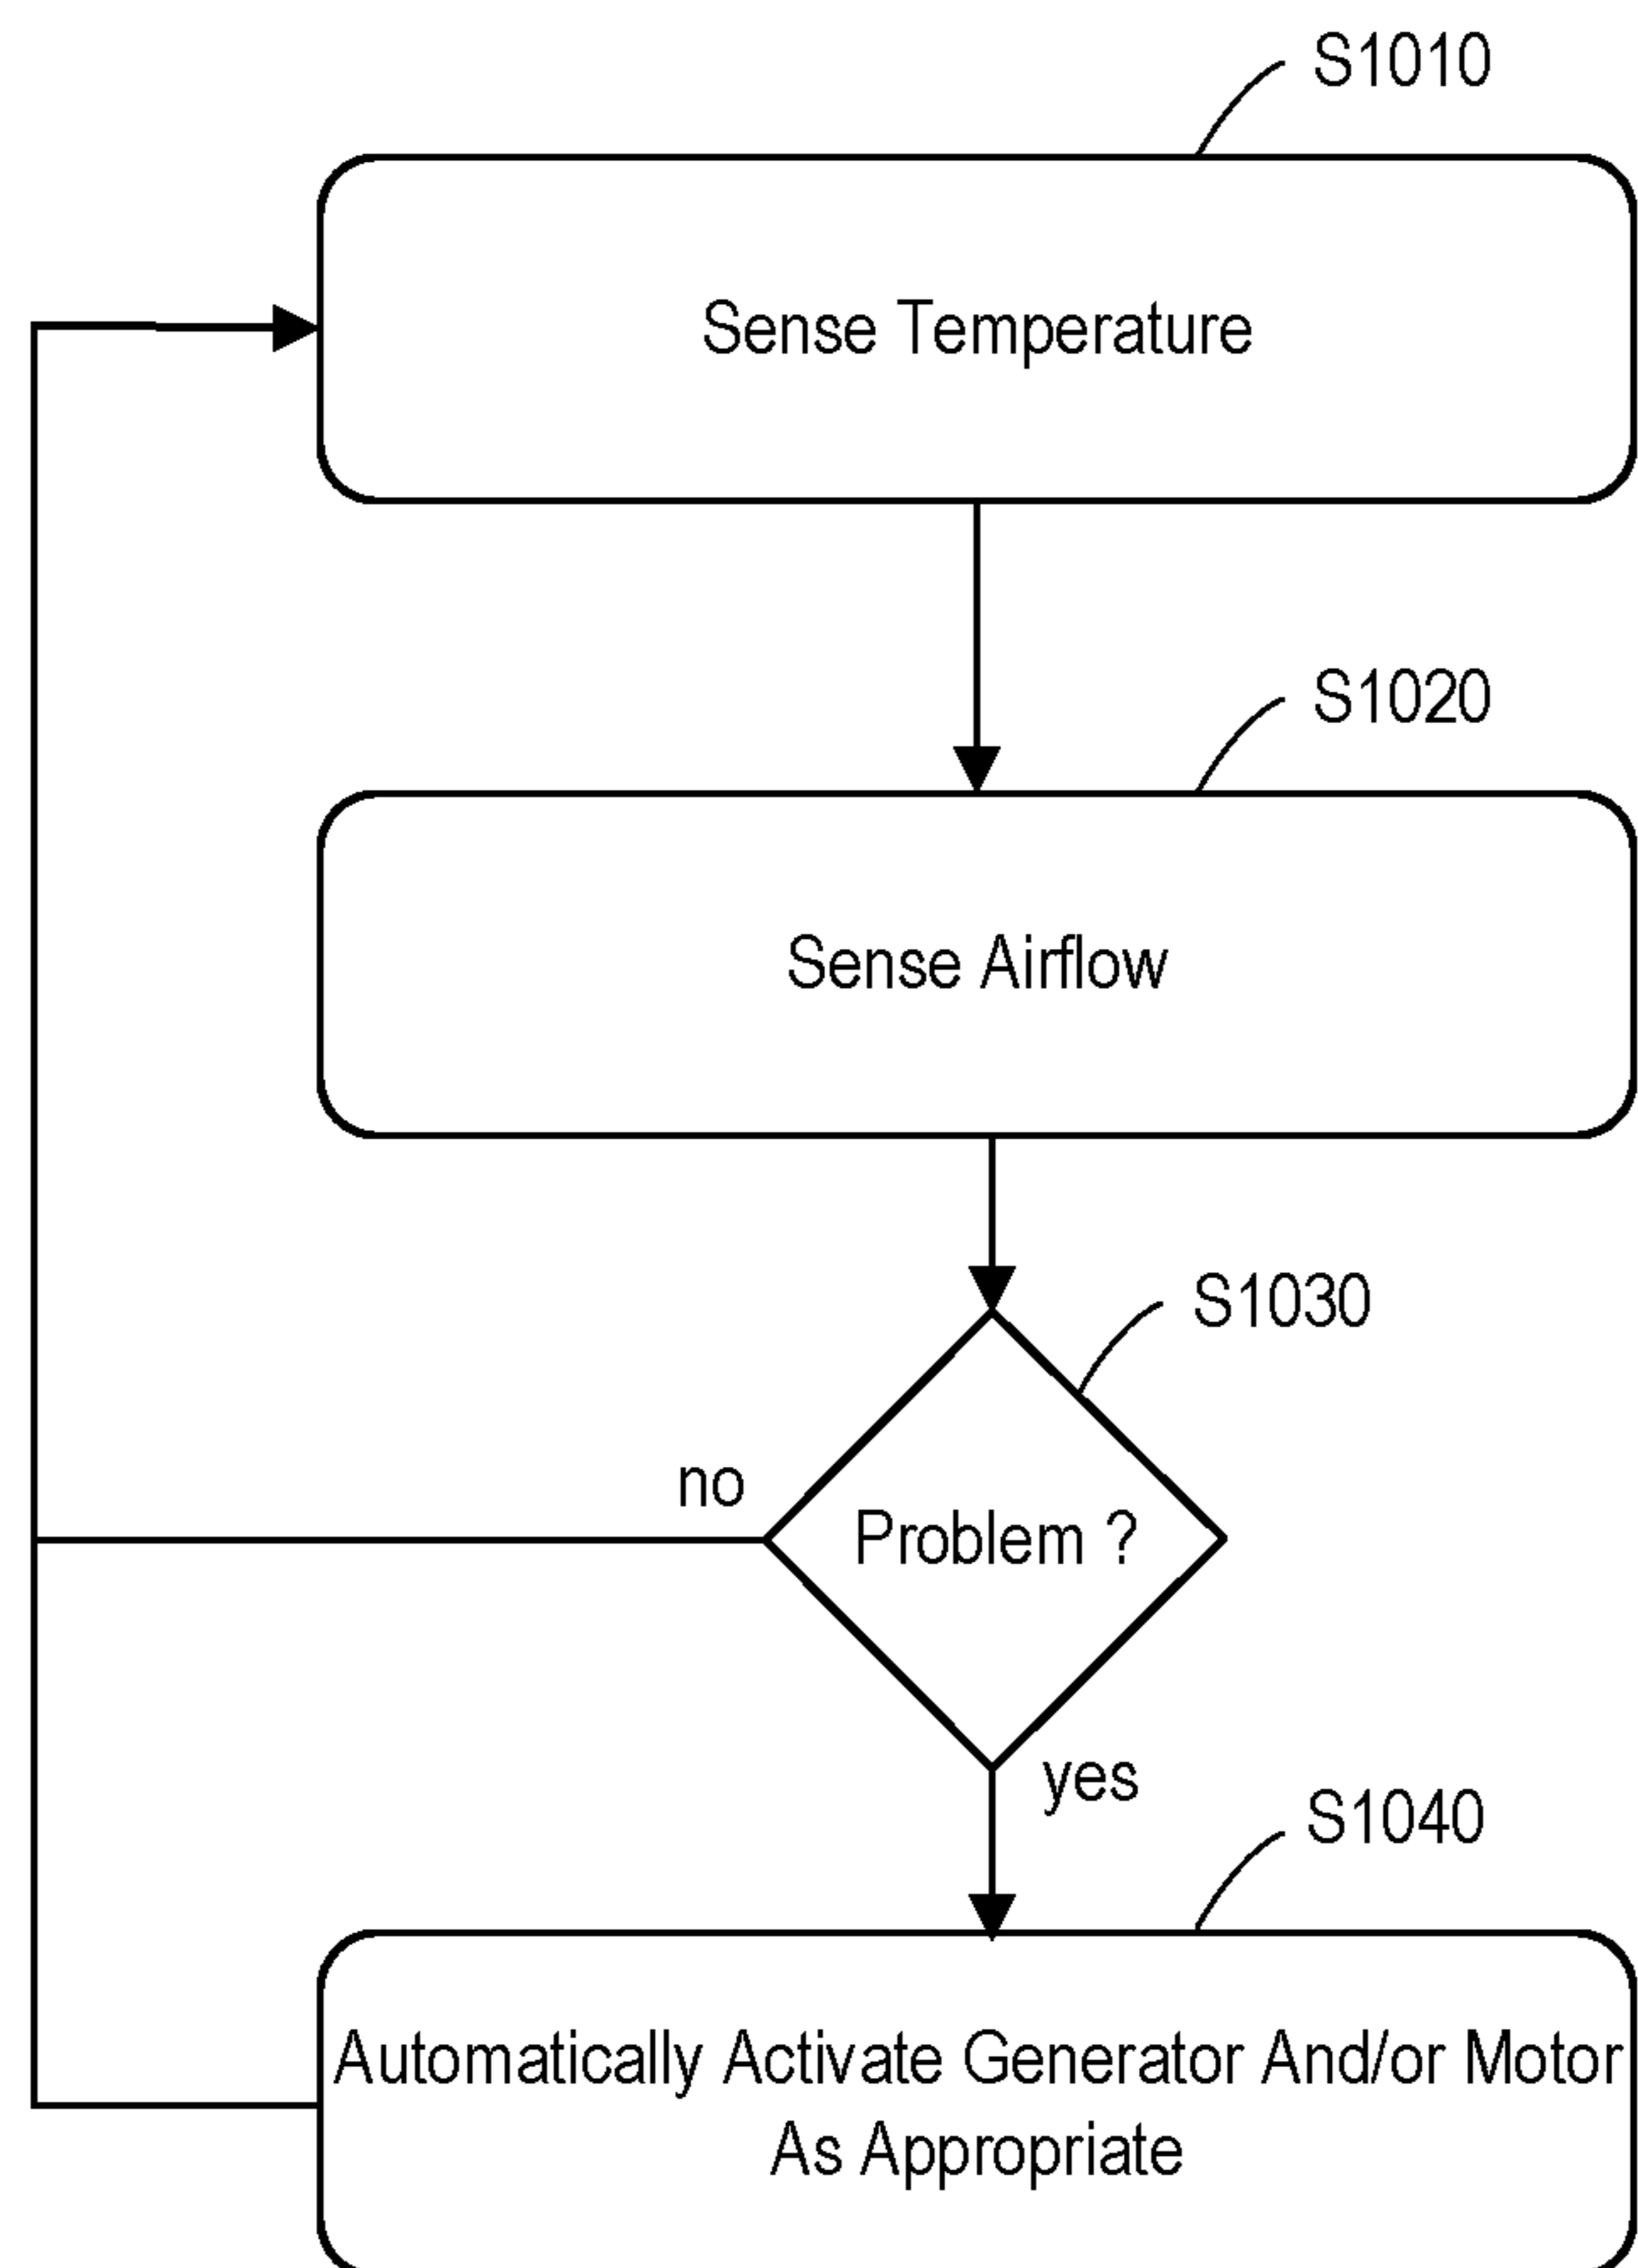 S1010
Sense Temperature
S1020
Sense Airflow
S1030
no
Problem ?
yes
S1040
Automatically Activate Generator And/or Motor
As Appropriate